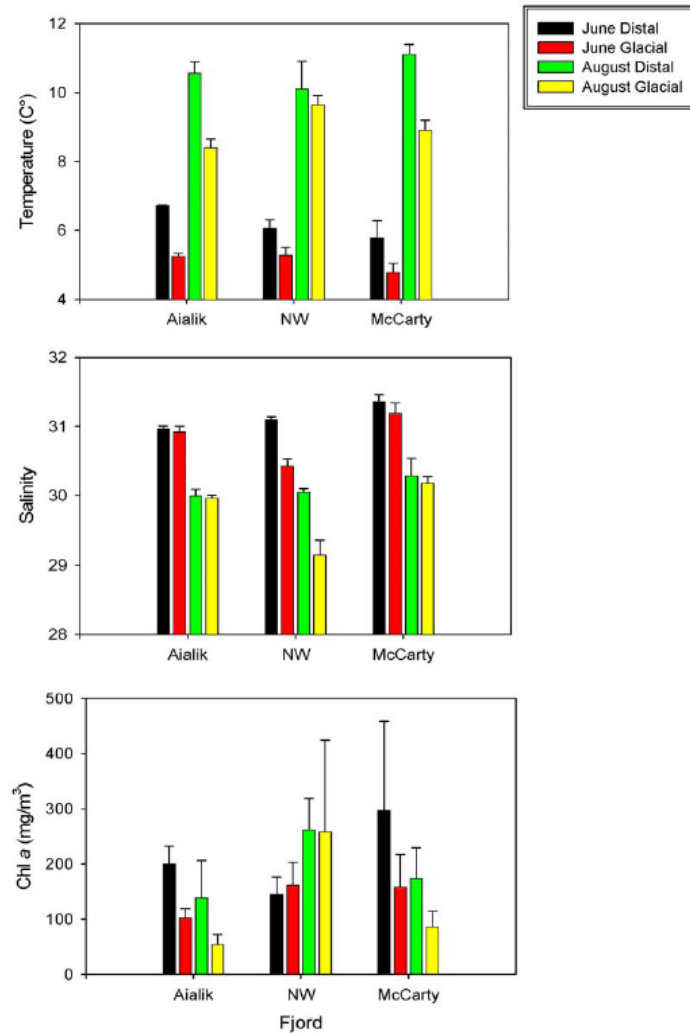 June Distal
June Glacial
August Distal
August Glacial
Temperature (C°)
12
10
8
6
4
Aialik NW McCarty
Salinity
32
31
30
29
28
Aialik NW McCarty
Chl a (mg/m³)
500
400
300
200
100
0
Aialik NW McCarty
Fjord